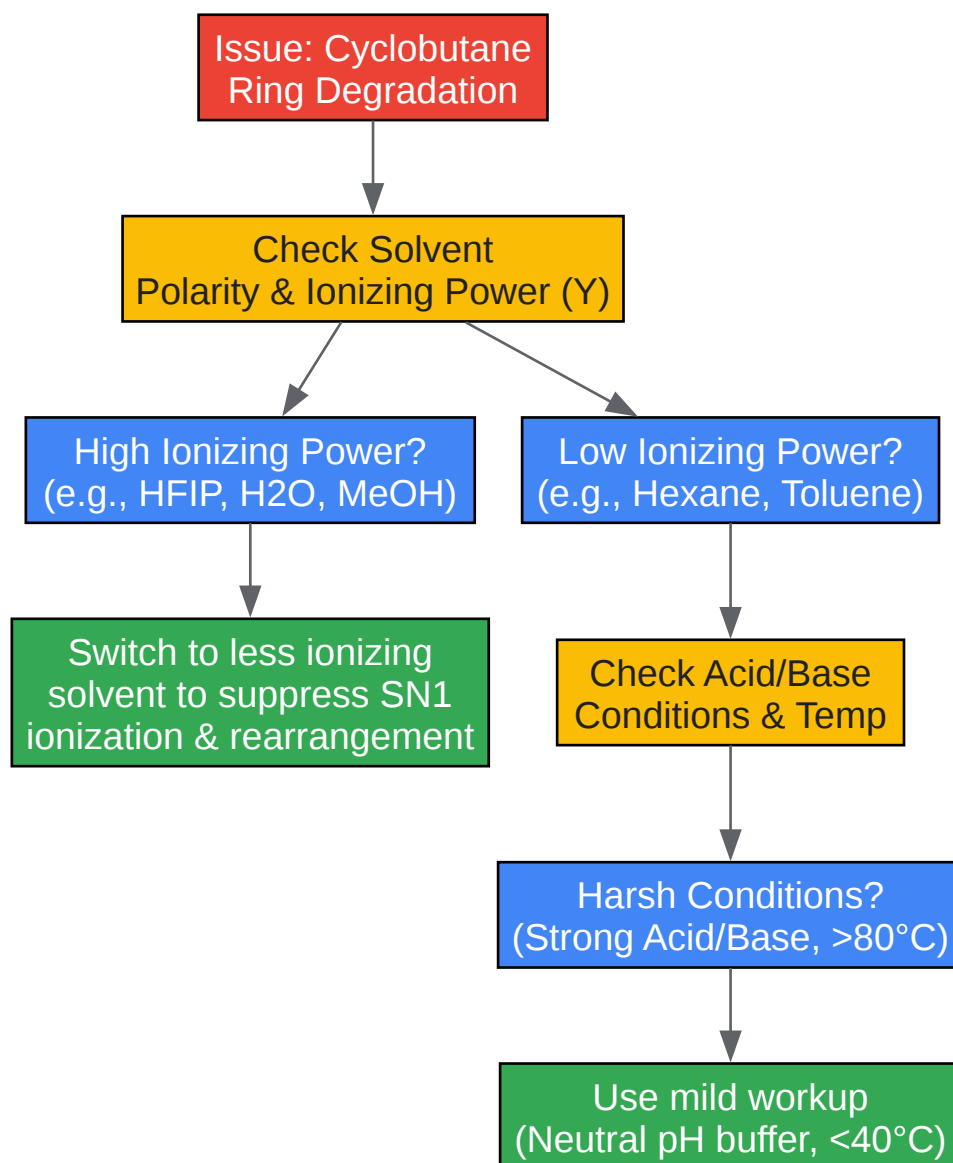 Issue: Cyclobutane
Ring Degradation
Check Solvent
Polarity & Ionizing Power (Y)
High Ionizing Power?
(e.g., HFIP, H2O, MeOH)
Low Ionizing Power?
(e.g., Hexane, Toluene)
Switch to less ionizing
solvent to suppress SN1
ionization & rearrangement
Check Acid/Base
Conditions & Temp
Harsh Conditions?
(Strong Acid/Base, >80°C)
Use mild workup
(Neutral pH buffer, <40°C)